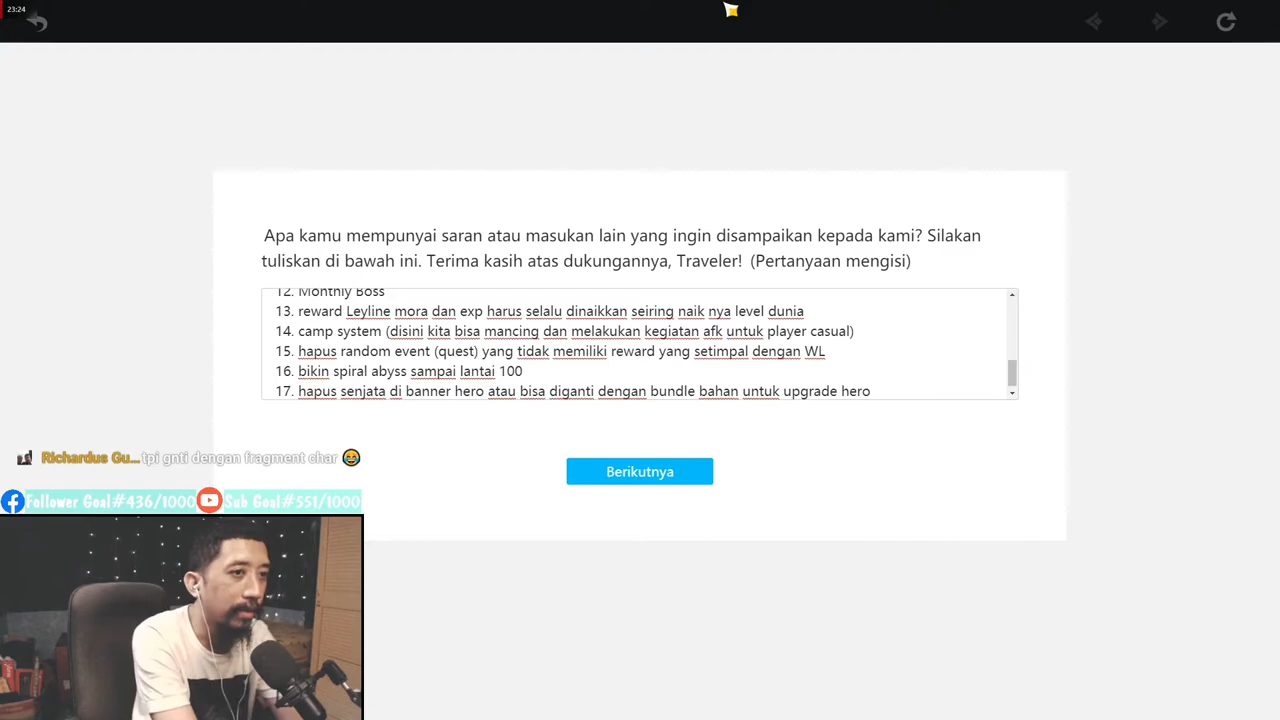 23:24
Apa kamu mempunyai saran atau masukan lain yang ingin disampaikan kepada kami? Silakan
tuliskan di bawah ini. Terima kasih atas dukungannya, Traveler! (Pertanyaan mengisi)
12. Monthly Boss
13. reward Leyline mora dan exp harus selalu dinaikkan seiring naik nya level dunia
14. camp system (disini kita bisa mancing dan melakukan kegiatan afk untuk player casual)
15. hapus random event (quest) yang tidak memiliki reward yang setimpal dengan WL
16. bikin spiral abyss sampai lantai 100
17. hapus senjata di banner hero atau bisa diganti dengan bundle bahan untuk upgrade hero
Richardus Gu... tpi gnti dengan fragment char 😂
Berikutnya
Follower Goal#436/1000 Sub Goal#551/1000